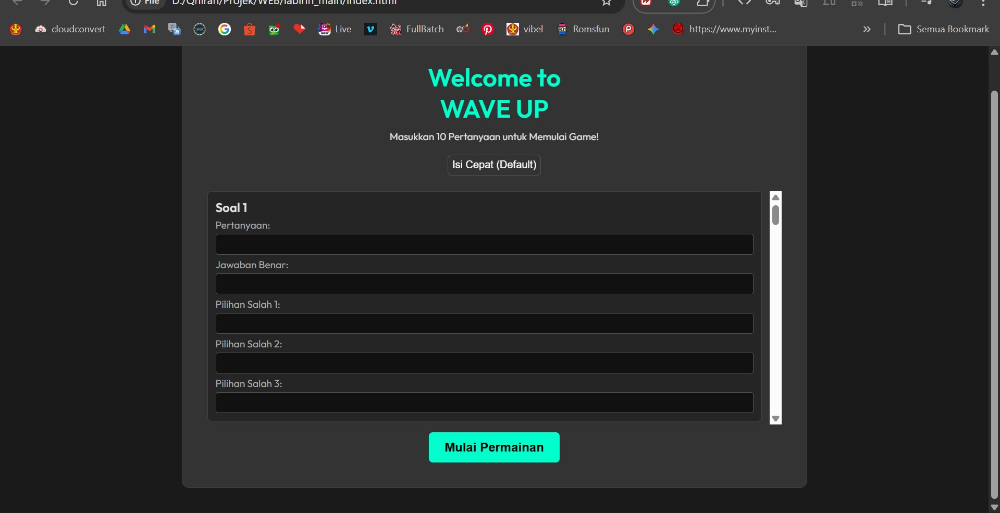 File D:/Qhiran/Projek/WEB/labirin_main/index.html
cloudconvert Live FullBatch vibel Romsfun https://www.myinst... » Semua Bookmark
Welcome to
WAVE UP
Masukkan 10 Pertanyaan untuk Memulai Game!
Isi Cepat (Default)
Soal 1
Pertanyaan:
Jawaban Benar:
Pilihan Salah 1:
Pilihan Salah 2:
Pilihan Salah 3:
Mulai Permainan